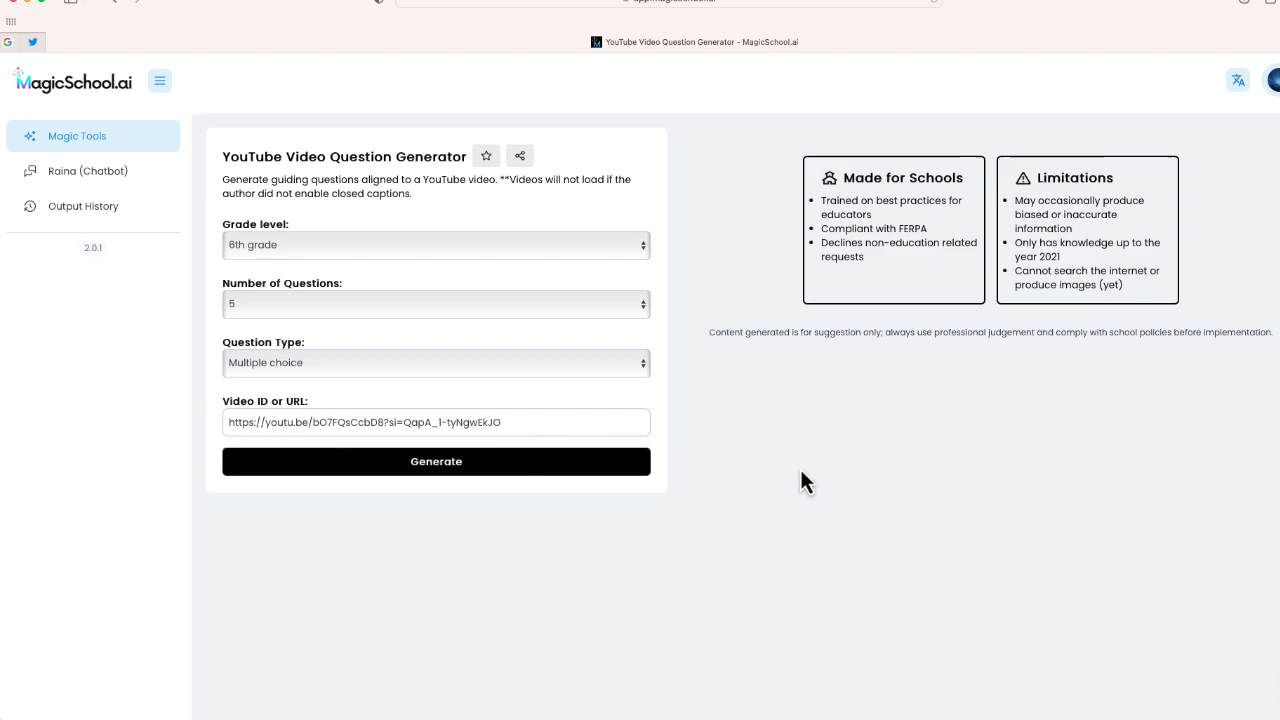 YouTube Video Question Generator - MagicSchool.ai
MagicSchool.ai
Magic Tools
Raina (Chatbot)
Output History
2.0.1
YouTube Video Question Generator
Generate guiding questions aligned to a YouTube video. **Videos will not load if the
author did not enable closed captions.
Grade level:
6th grade
Number of Questions:
5
Question Type:
Multiple choice
Video ID or URL:
https://youtu.be/bO7FQsCcbD8?si=QapA_1-tyNgwEkJO
Generate
Made for Schools
Trained on best practices for
educators
Compliant with FERPA
Declines non-education related
requests
Limitations
May occasionally produce
biased or inaccurate
information
Only has knowledge up to the
year 2021
Cannot search the internet or
produce images (yet)
Content generated is for suggestion only; always use professional judgement and comply with school policies before implementation.